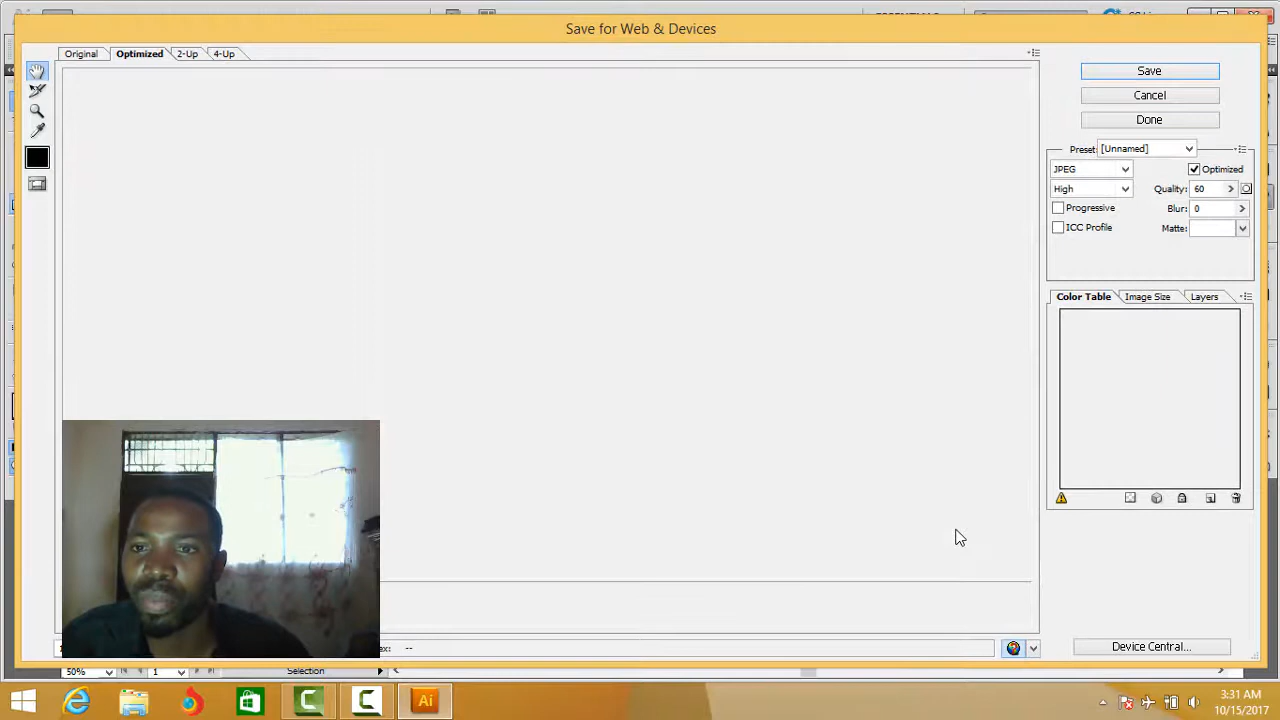 Save for Web & Devices
Original
Optimized
2-Up
4-Up
Save
Cancel
Done
Preset: [Unnamed]
JPEG
Optimized
High
Quality: 60
Progressive
Blur: 0
ICC Profile
Matte:
Color Table
Image Size
Layers
Device Central...
--
50%
1
Selection
Ai
3:31 AM
10/15/2017